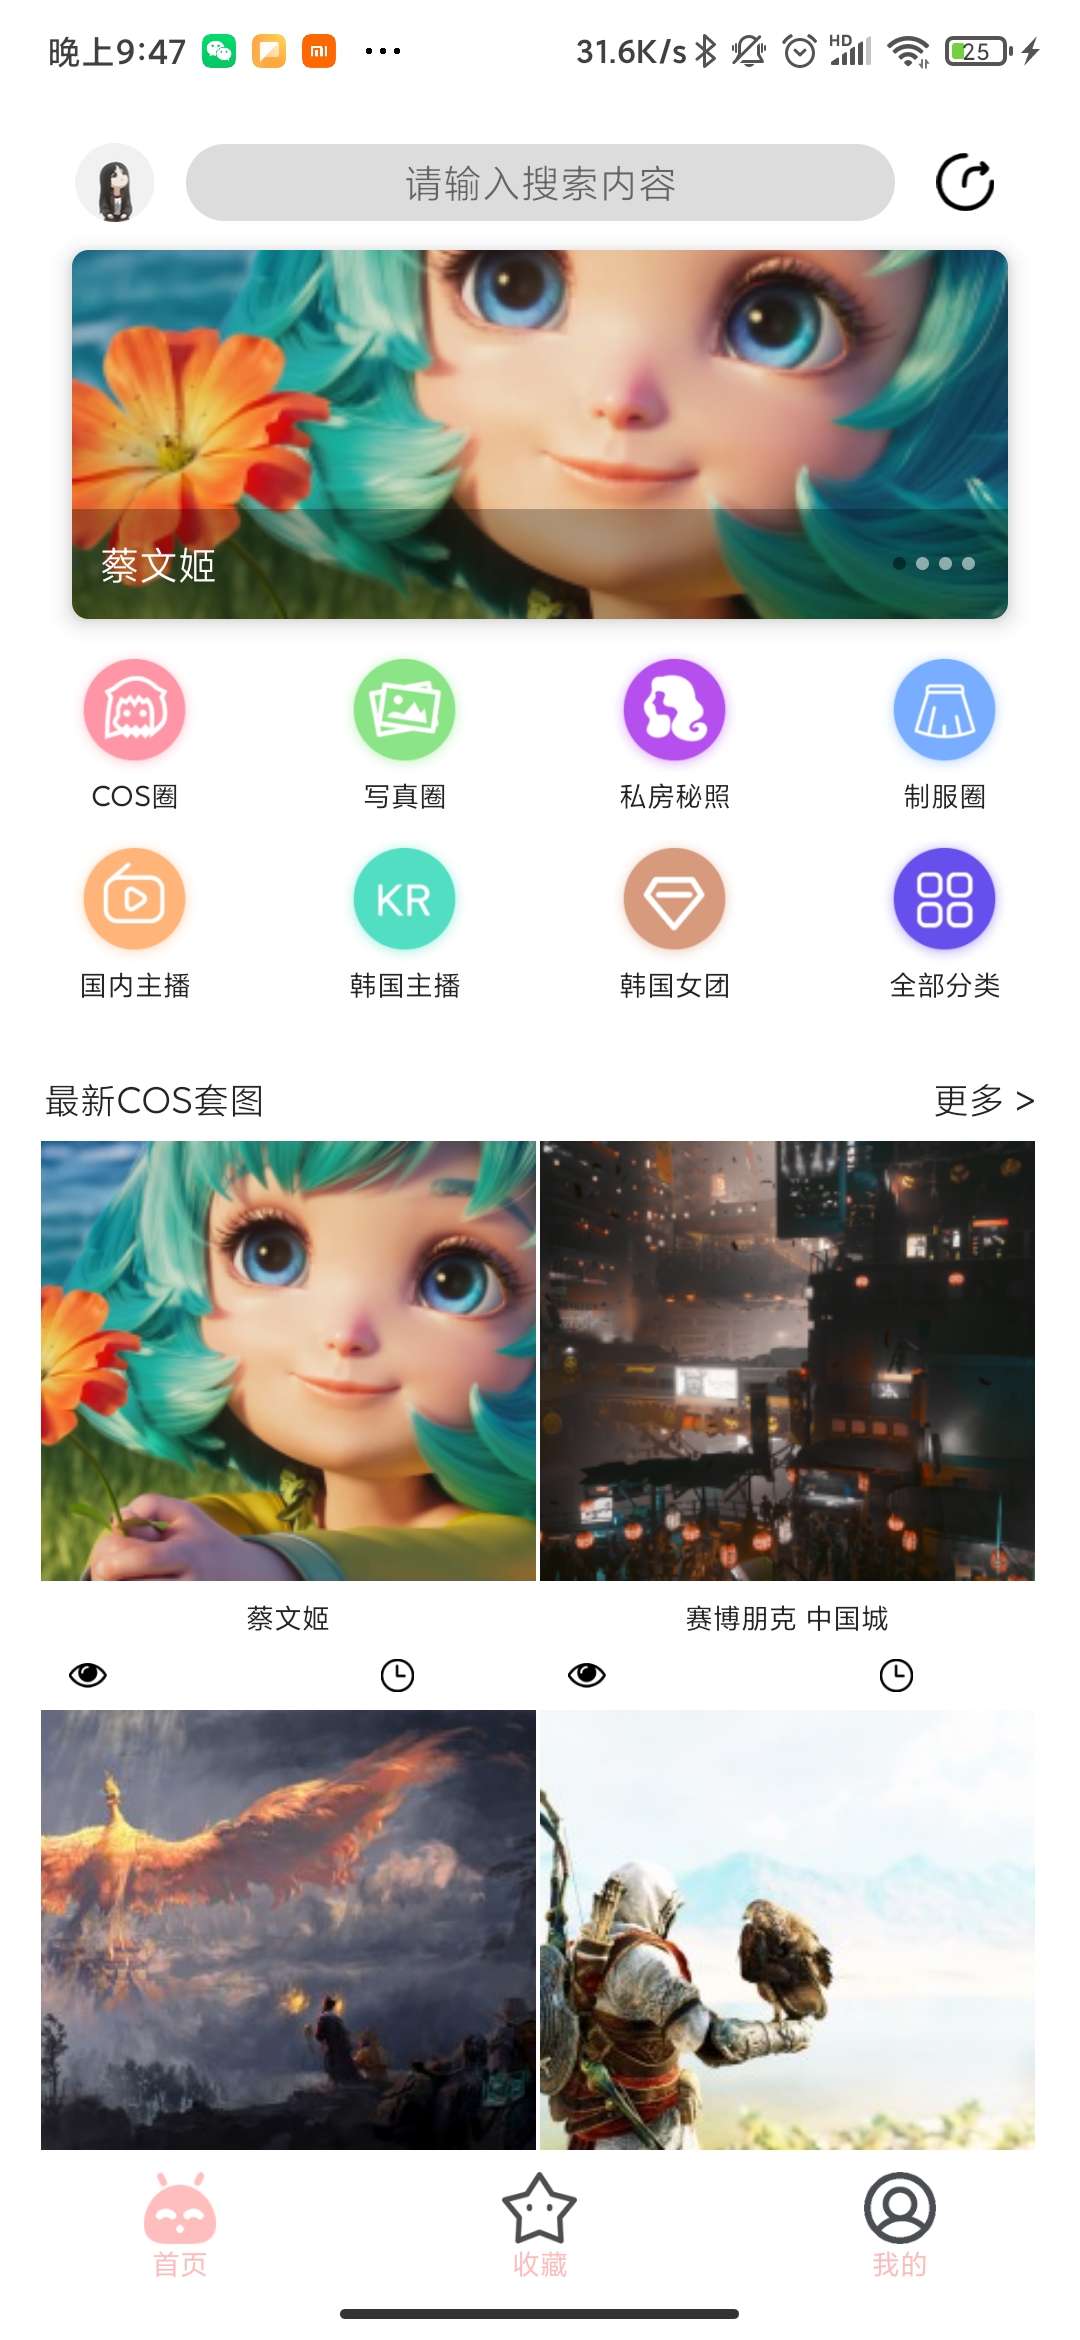 晚上9:47
31.6K/s
HD
25
请输入搜索内容
蔡文姬
COS圈
写真圈
私房秘照
制服圈
KR
国内主播
韩国主播
韩国女团
全部分类
最新COS套图
更多 >
蔡文姬
赛博朋克 中国城
首页
收藏
我的